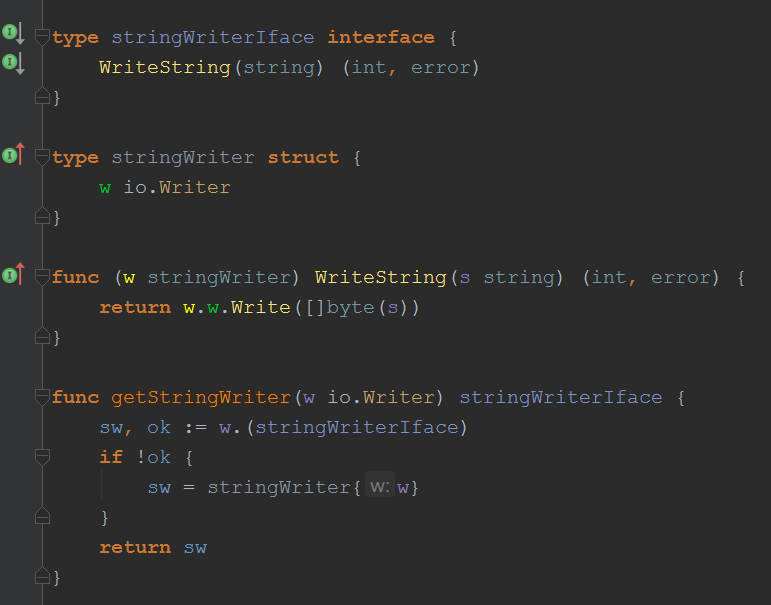 type stringWriterIface interface {
    WriteString(string) (int, error)
}
type stringWriter struct {
    w io.Writer
}
func (w stringWriter) WriteString(s string) (int, error) {
    return w.w.Write([]byte(s))
}
func getStringWriter(w io.Writer) stringWriterIface {
    sw, ok := w.(stringWriterIface)
    if !ok {
        sw = stringWriter{w: w}
    }
    return sw
}